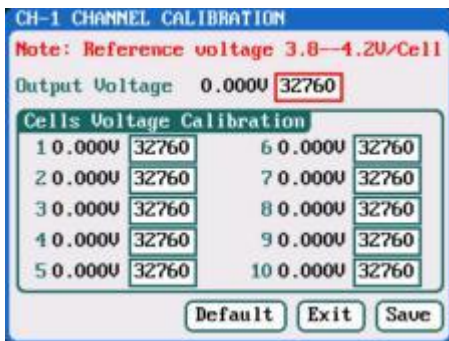 CH-1 CHANNEL CALIBRATION
Note: Reference voltage 3.8--4.2V/Cell
Output Voltage 0.000V 32760
Cells Voltage Calibration
1 0.000V 32760 6 0.000V 32760
2 0.000V 32760 7 0.000V 32760
3 0.000V 32760 8 0.000V 32760
4 0.000V 32760 9 0.000V 32760
5 0.000V 32760 10 0.000V 32760
Default Exit Save